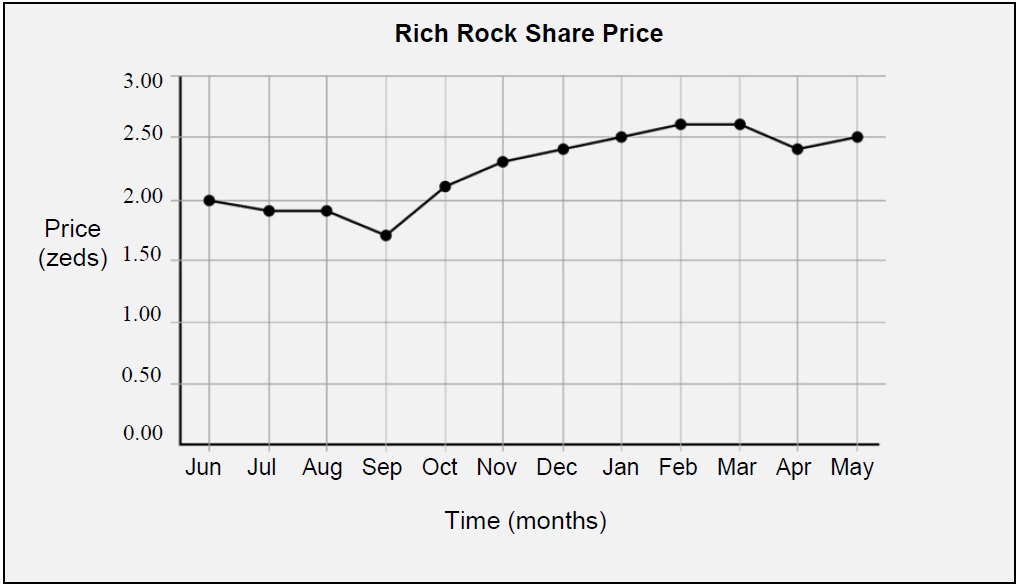 Rich Rock Share Price
3.00
2.50
2.00
Price
(zeds)
1.50
1.00
0.50
0.00
Jun Jul Aug Sep Oct Nov Dec Jan Feb Mar Apr May
Time (months)